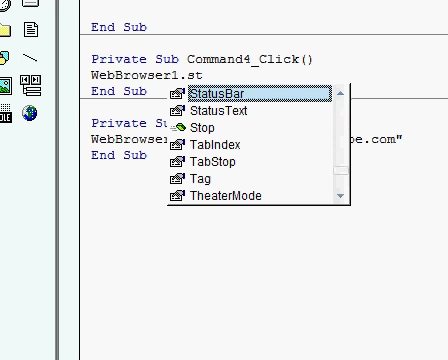 End Sub
Private Sub Command4_Click()
WebBrowser1.st
End Sub
StatusBar
StatusText
Stop
TabIndex
TabStop
Tag
TheaterMode
Private Su
WebBrowser
be.com"
End Sub